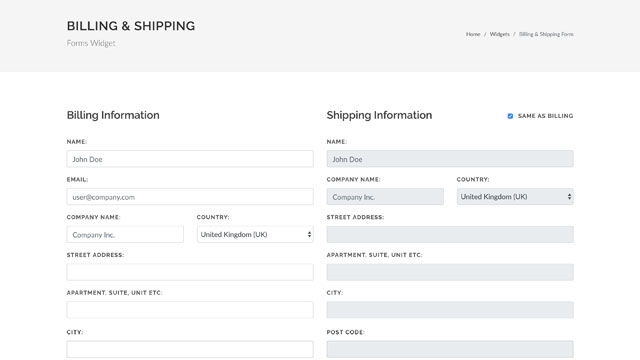 BILLING & SHIPPING
Forms Widget
Home / Widgets / Billing & Shipping Form
Billing Information
NAME:
John Doe
EMAIL:
user@company.com
COMPANY NAME:
COUNTRY:
Company Inc.
United Kingdom (UK)
STREET ADDRESS:
APARTMENT, SUITE, UNIT ETC:
CITY:
Shipping Information
SAME AS BILLING
NAME:
John Doe
COMPANY NAME:
COUNTRY:
Company Inc.
United Kingdom (UK)
STREET ADDRESS:
APARTMENT, SUITE, UNIT ETC:
CITY:
POST CODE: